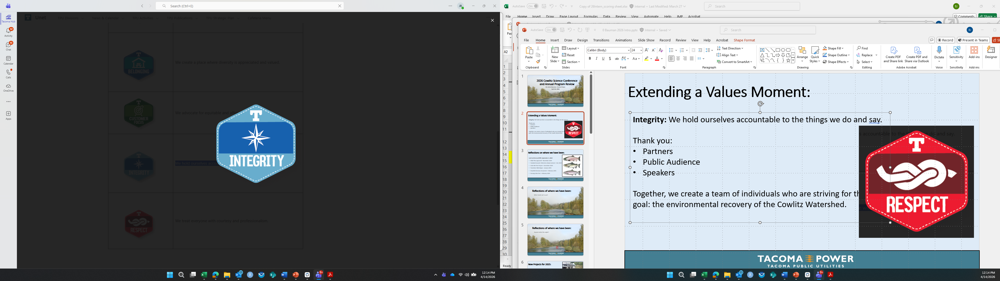 Search (Ctrl+E)
JB
Tacoma Hub
Activity
32
Chat
13
Calendar
Calls
OneDrive
Apps
Unet
TPU Divisions
News & Calendar
TPU Activities
TPU Publications
TPU Strategic Plan
Cafeteria Menu
BELONGING
We create a place where diversity is appreciated and valued.
CUSTOMER
FOCUS
We advocate for equitable and
INTEGRITY
We hold ourselves
T
INTEGRITY
RESPECT
We treat everyone with courtesy and professionalism.
12:14 PM
4/14/2026
AutoSave On
Copy of 26Intern_scoring sheet.xlsx Internal • Last Modified: March 27
Search
BJ
File Home Insert Draw Page Layout Formulas Data Review View Automate Help JMP Acrobat
Comments Share
A2
1
2
3
4
5
6
7
8
9
10
11
12
13
14
15
16
17
18
19
20
21
22
23
24
25
26
27
28
29
30
Ready
AutoSave On
0 Bauman 2026 Intro.pptx Internal • Saved
Search
BJ
File Home Insert Draw Design Transitions Animations Slide Show Record Review View Help Acrobat Shape Format
Record Present in Teams
Paste
Clipboard
New
Slide
Layout
Reset
Section
Slides
Calibri (Body) 24
Font
Text Direction
Align Text
Convert to SmartArt
Paragraph
Arrange
Quick
Styles
Shape Fill
Shape Outline
Shape Effects
Drawing
Find
Replace
Select
Editing
Create PDF
and Share link
Create PDF and
Share via Outlook
Adobe Acrobat
Dictate
Voice
Sensitivity
Sensitivity
Add-ins
Add-ins
Designer
1
2026 Cowlitz Science Conference
and Annual Program Review
April 22, 2026
TACOMA POWER
2
Extending a Values Moment:
RESPECT
TACOMA POWER
3
Reflections on where we have been:
TACOMA POWER
4
Reflections of where we have been:
TACOMA POWER
5
Reflections of where we have been:
TACOMA POWER
6
New Projects for 2025:
Extending a Values Moment:
Integrity: We hold ourselves accountable to the things we do and say.
Thank you:
• Partners
• Public Audience
• Speakers
Together, we create a team of individuals who are striving for th
goal: the environmental recovery of the Cowlitz Watershed.
s accountable to the things we do and say.
T
RESPECT
TACOMA POWER
TACOMA PUBLIC UTILITIES
12:14 PM
4/14/2026